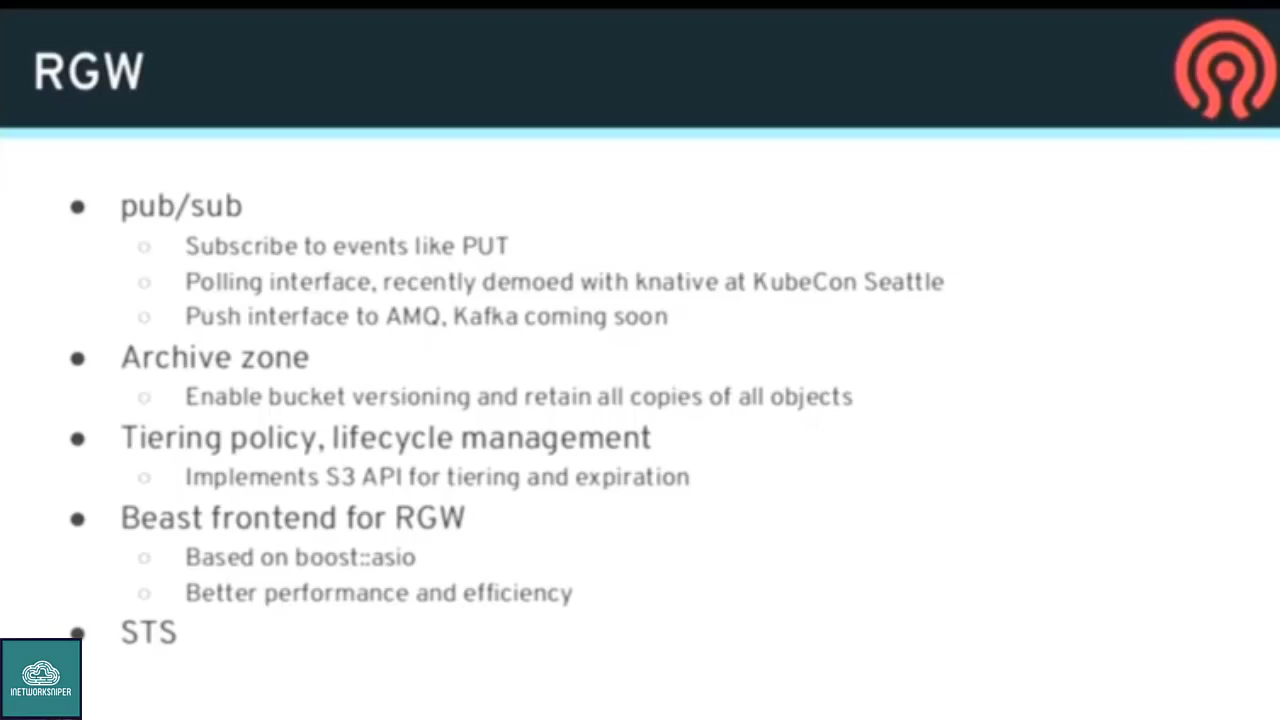 RGW
● pub/sub
○ Subscribe to events like PUT
○ Polling interface, recently demoed with knative at KubeCon Seattle
○ Push interface to AMQ, Kafka coming soon
● Archive zone
○ Enable bucket versioning and retain all copies of all objects
● Tiering policy, lifecycle management
○ Implements S3 API for tiering and expiration
● Beast frontend for RGW
○ Based on boost::asio
○ Better performance and efficiency
● STS
INETWORKSNIPER